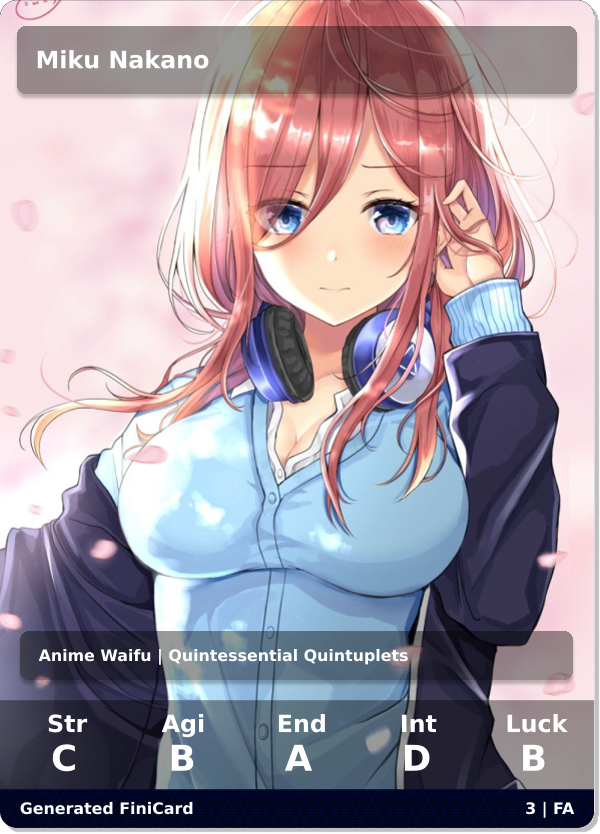 Miku Nakano
Anime Waifu | Quintessential Quintuplets
Str Agi End Int Luck
C B A D B
Generated FiniCard 3 | FA